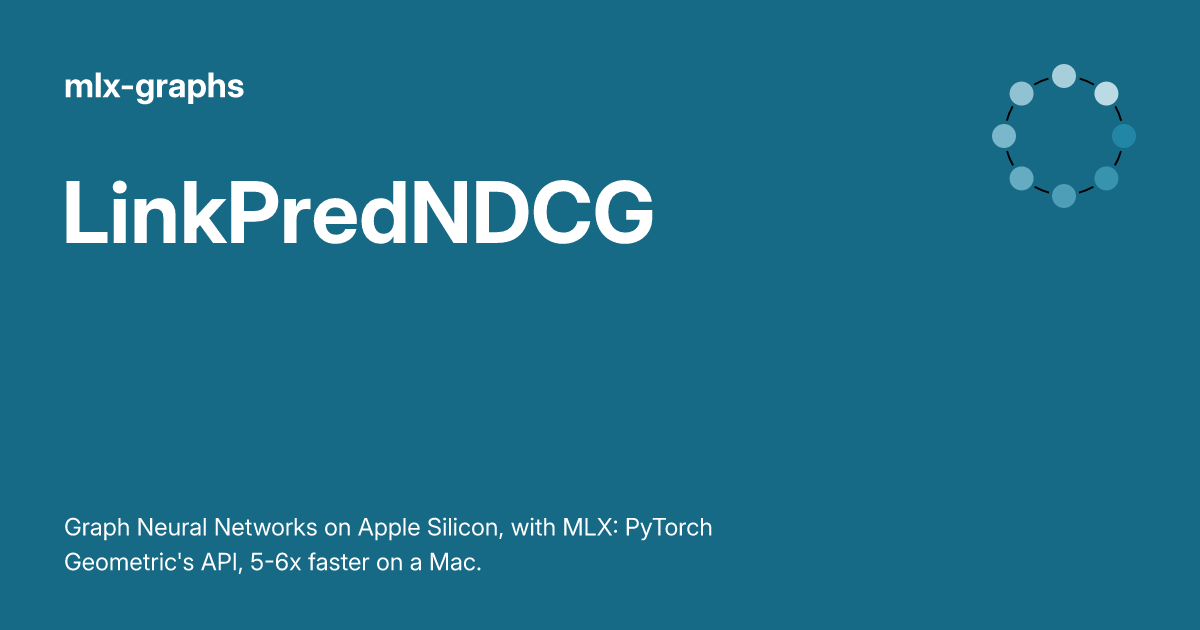 mlx-graphs
LinkPredNDCG
Graph Neural Networks on Apple Silicon, with MLX: PyTorch
Geometric's API, 5-6x faster on a Mac.